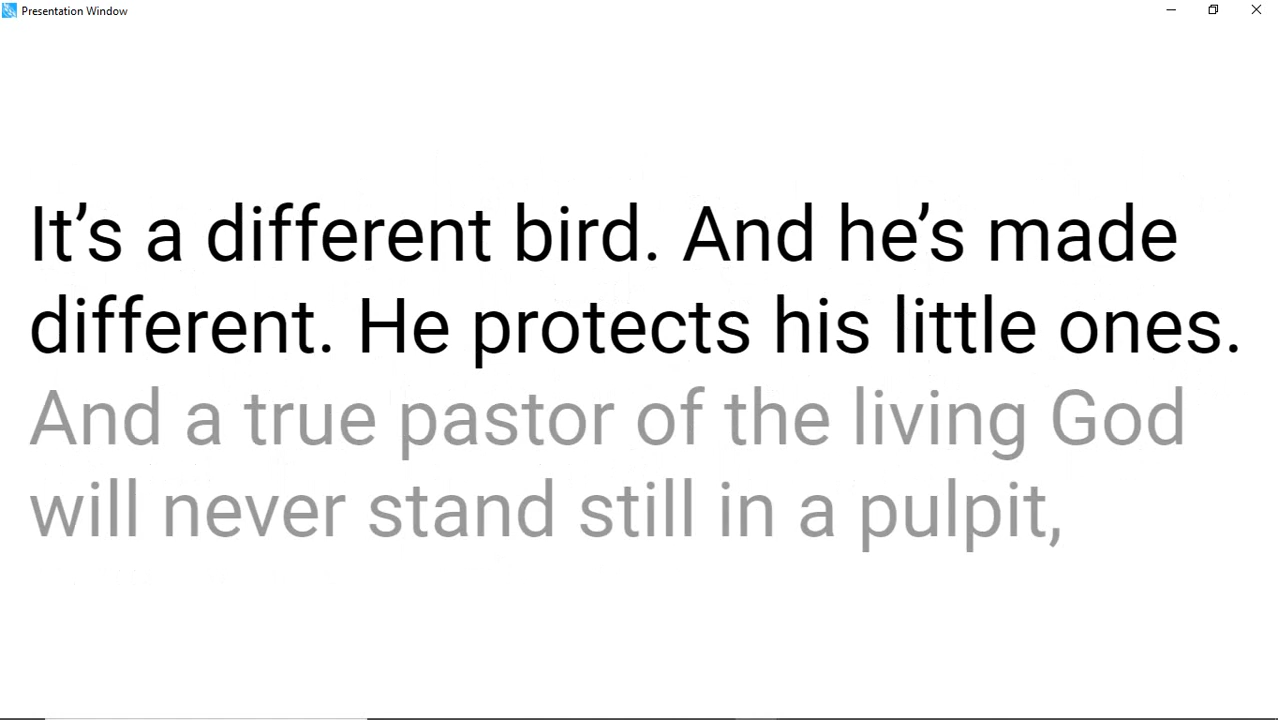 Presentation Window
It’s a different bird. And he’s made
different. He protects his little ones.
And a true pastor of the living God
will never stand still in a pulpit,